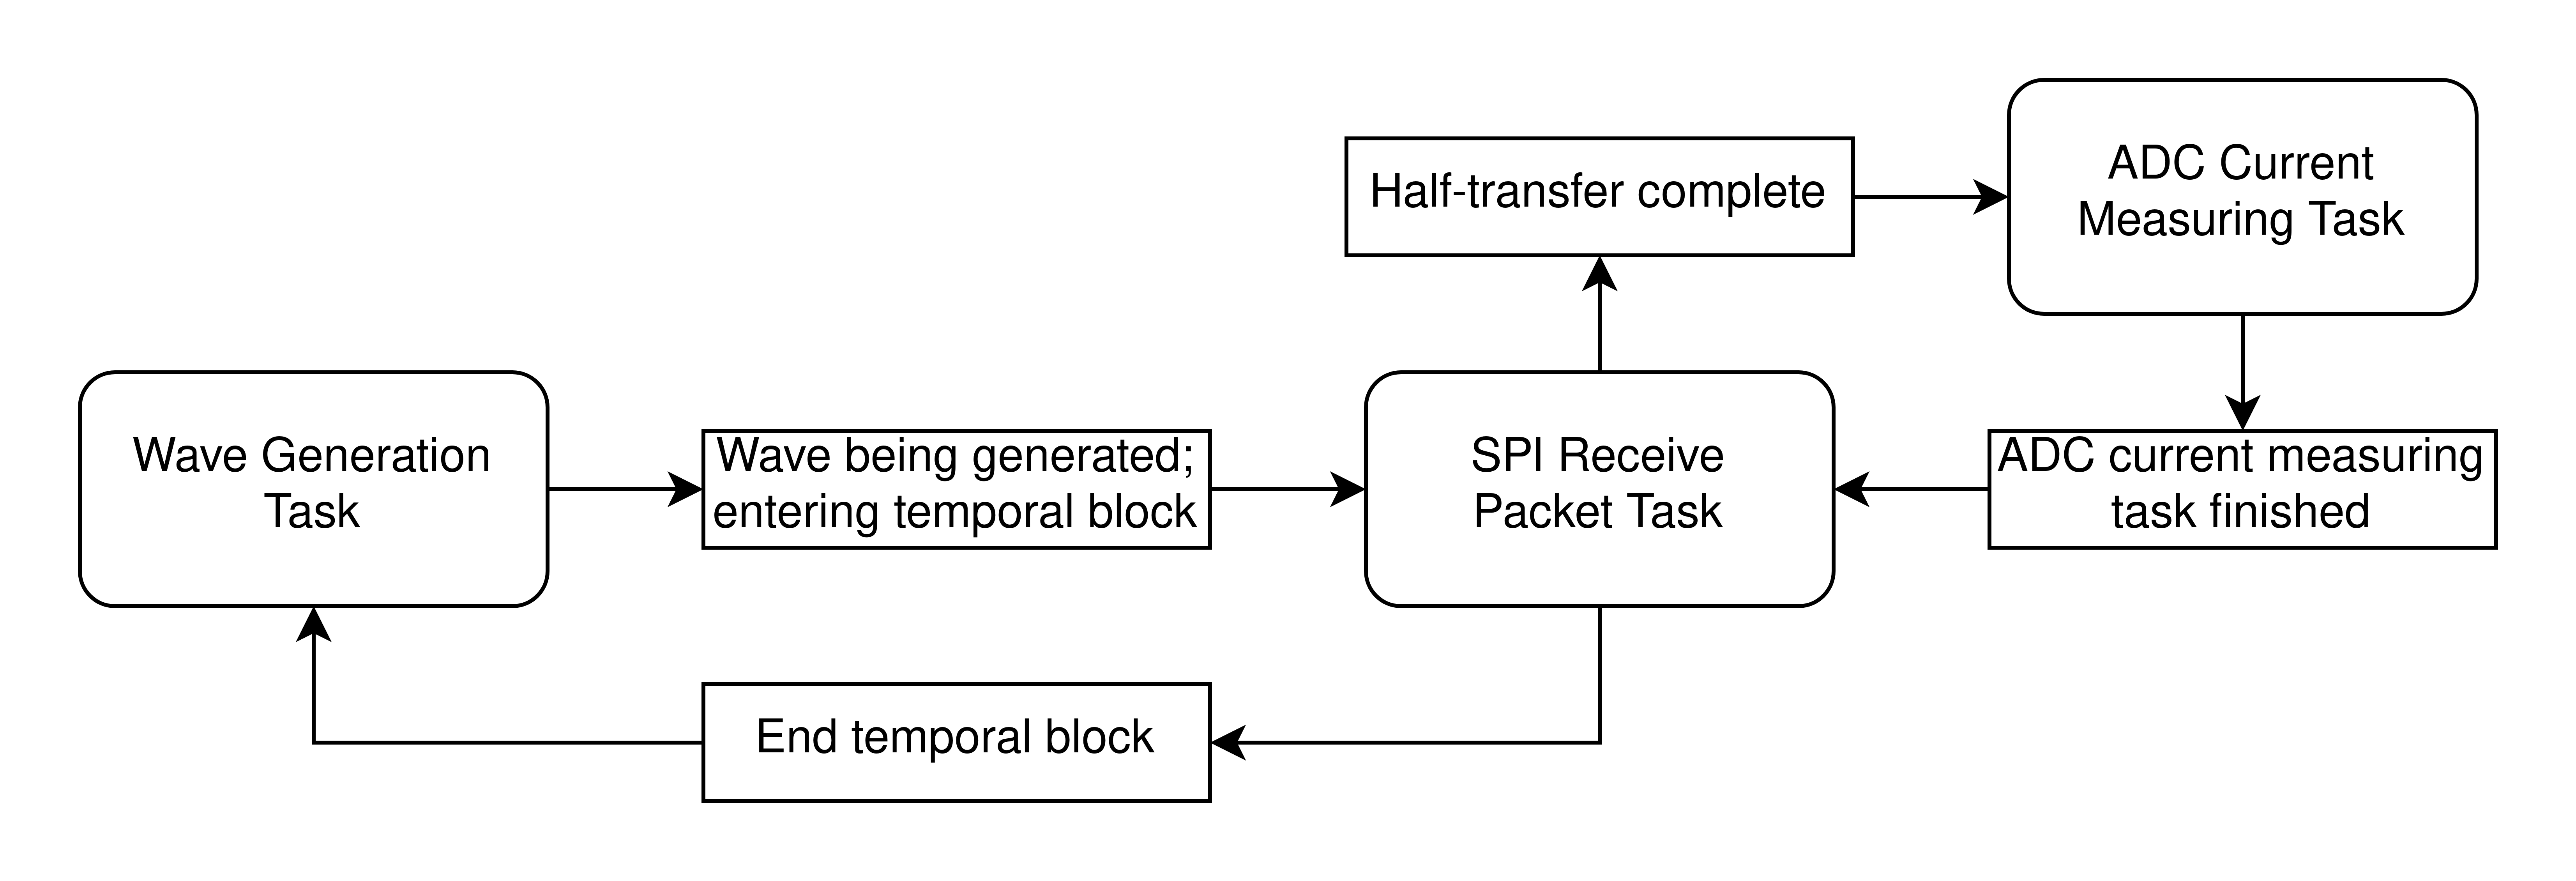 Half-transfer complete
ADC Current
Measuring Task
Wave Generation
Task
Wave being generated;
entering temporal block
SPI Receive
Packet Task
ADC current measuring
task finished
End temporal block